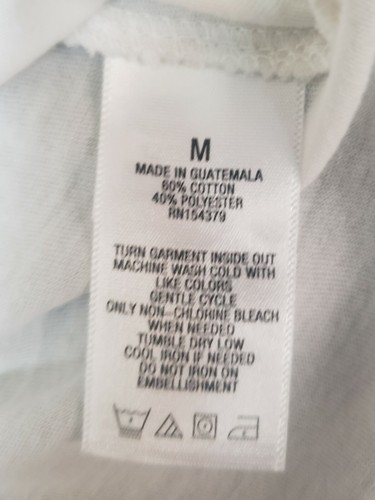 M
MADE IN GUATEMALA
60% COTTON
40% POLYESTER
RN154379
TURN GARMENT INSIDE OUT
MACHINE WASH COLD WITH
LIKE COLORS
GENTLE CYCLE
ONLY NON-CHLORINE BLEACH
WHEN NEEDED
TUMBLE DRY LOW
COOL IRON IF NEEDED
DO NOT IRON ON
EMBELLISHMENT